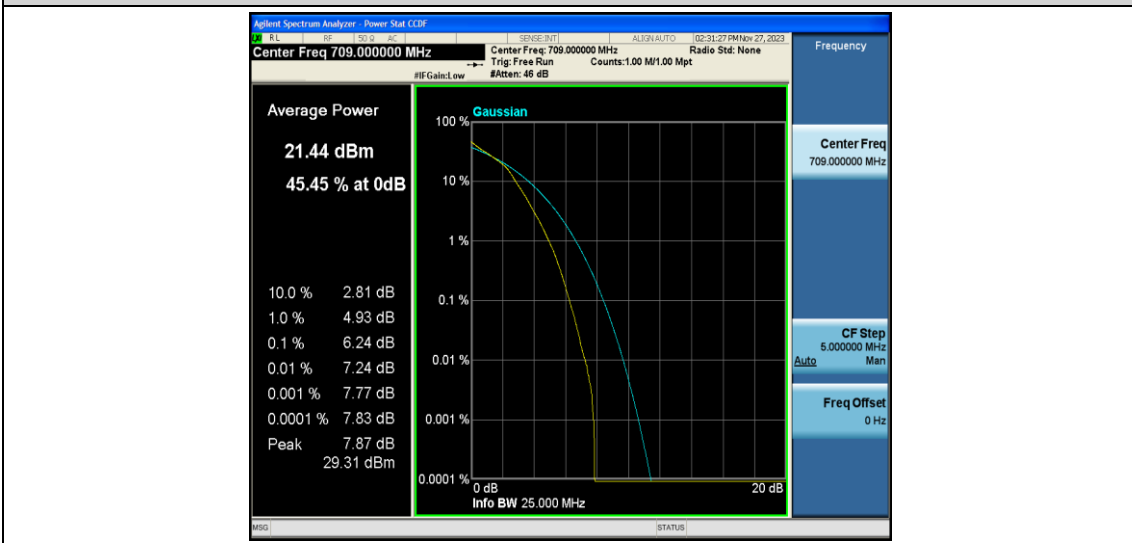 Agilent Spectrum Analyzer - Power Stat CCDF
LXI RL RF 50 Ω AC SENSE:INT ALIGN AUTO 02:31:27 PM Nov 27, 2023
Center Freq 709.000000 MHz
Center Freq: 709.000000 MHz Radio Std: None
Trig: Free Run Counts:1.00 M/1.00 Mpt
#IFGain:Low #Atten: 46 dB
Frequency
Average Power
21.44 dBm
45.45 % at 0dB
10.0 % 2.81 dB
1.0 % 4.93 dB
0.1 % 6.24 dB
0.01 % 7.24 dB
0.001 % 7.77 dB
0.0001 % 7.83 dB
Peak 7.87 dB
29.31 dBm
Gaussian
100 %
10 %
1 %
0.1 %
0.01 %
0.001 %
0.0001 %
0 dB 20 dB
Info BW 25.000 MHz
Center Freq
709.000000 MHz
CF Step
5.000000 MHz
Auto Man
Freq Offset
0 Hz
MSG STATUS